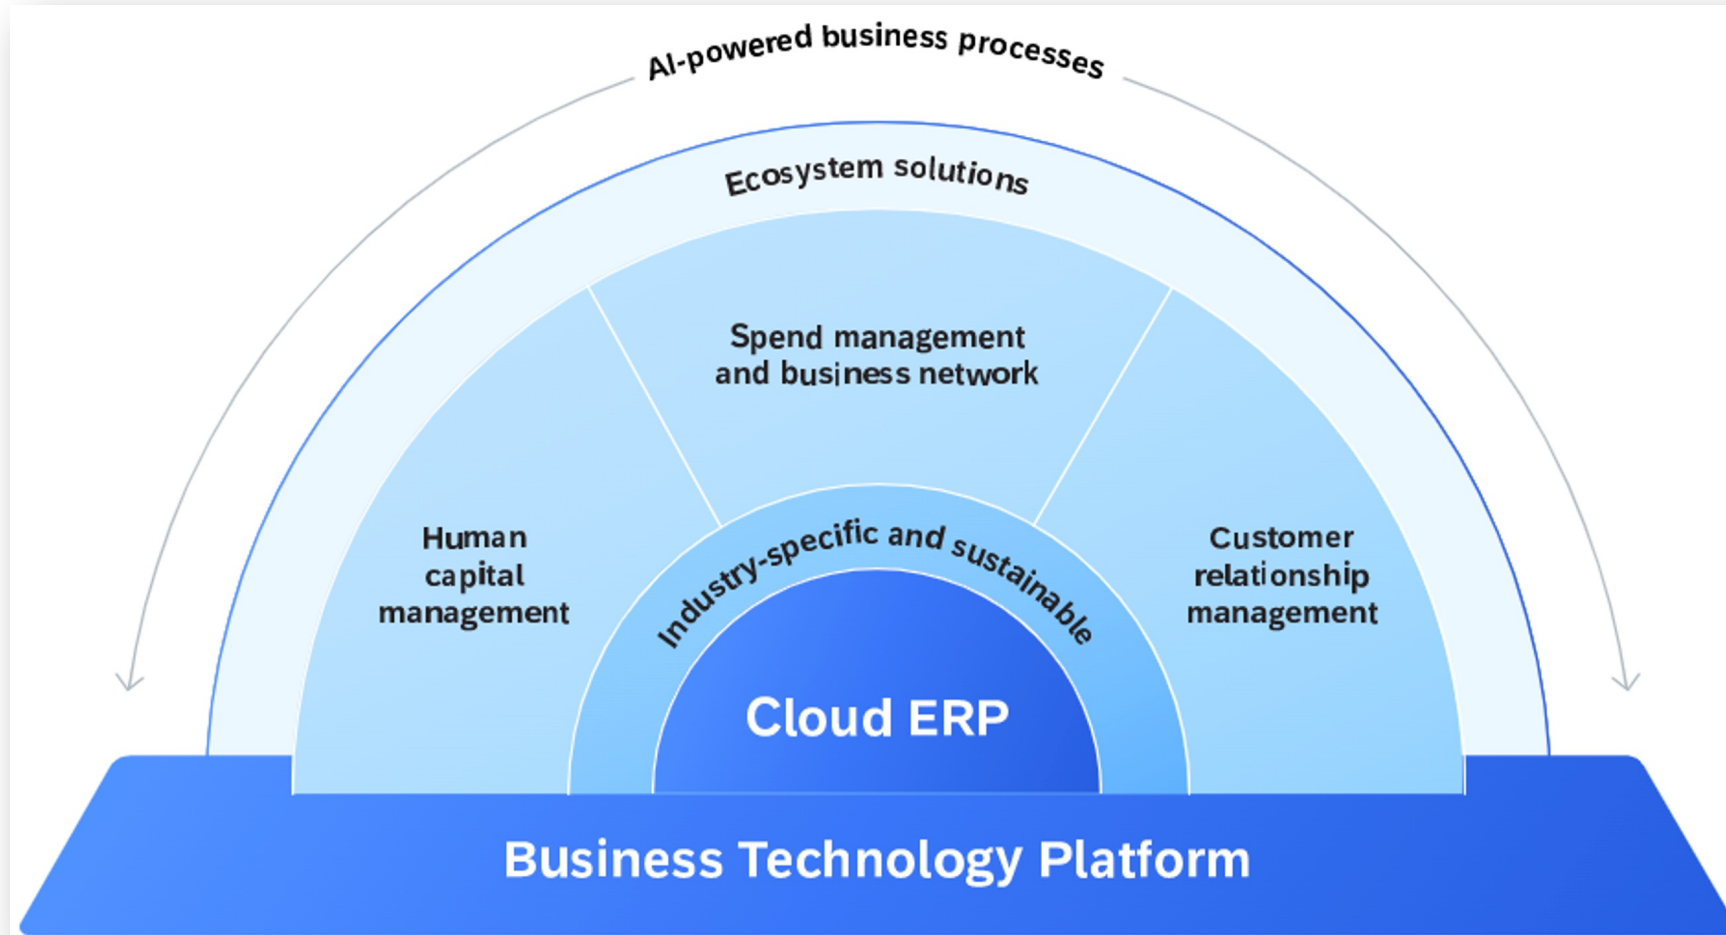 AI-powered business processes
Ecosystem solutions
Spend management
and business network
Human
capital
management
Customer
relationship
management
Industry-specific and sustainable
Cloud ERP
Business Technology Platform